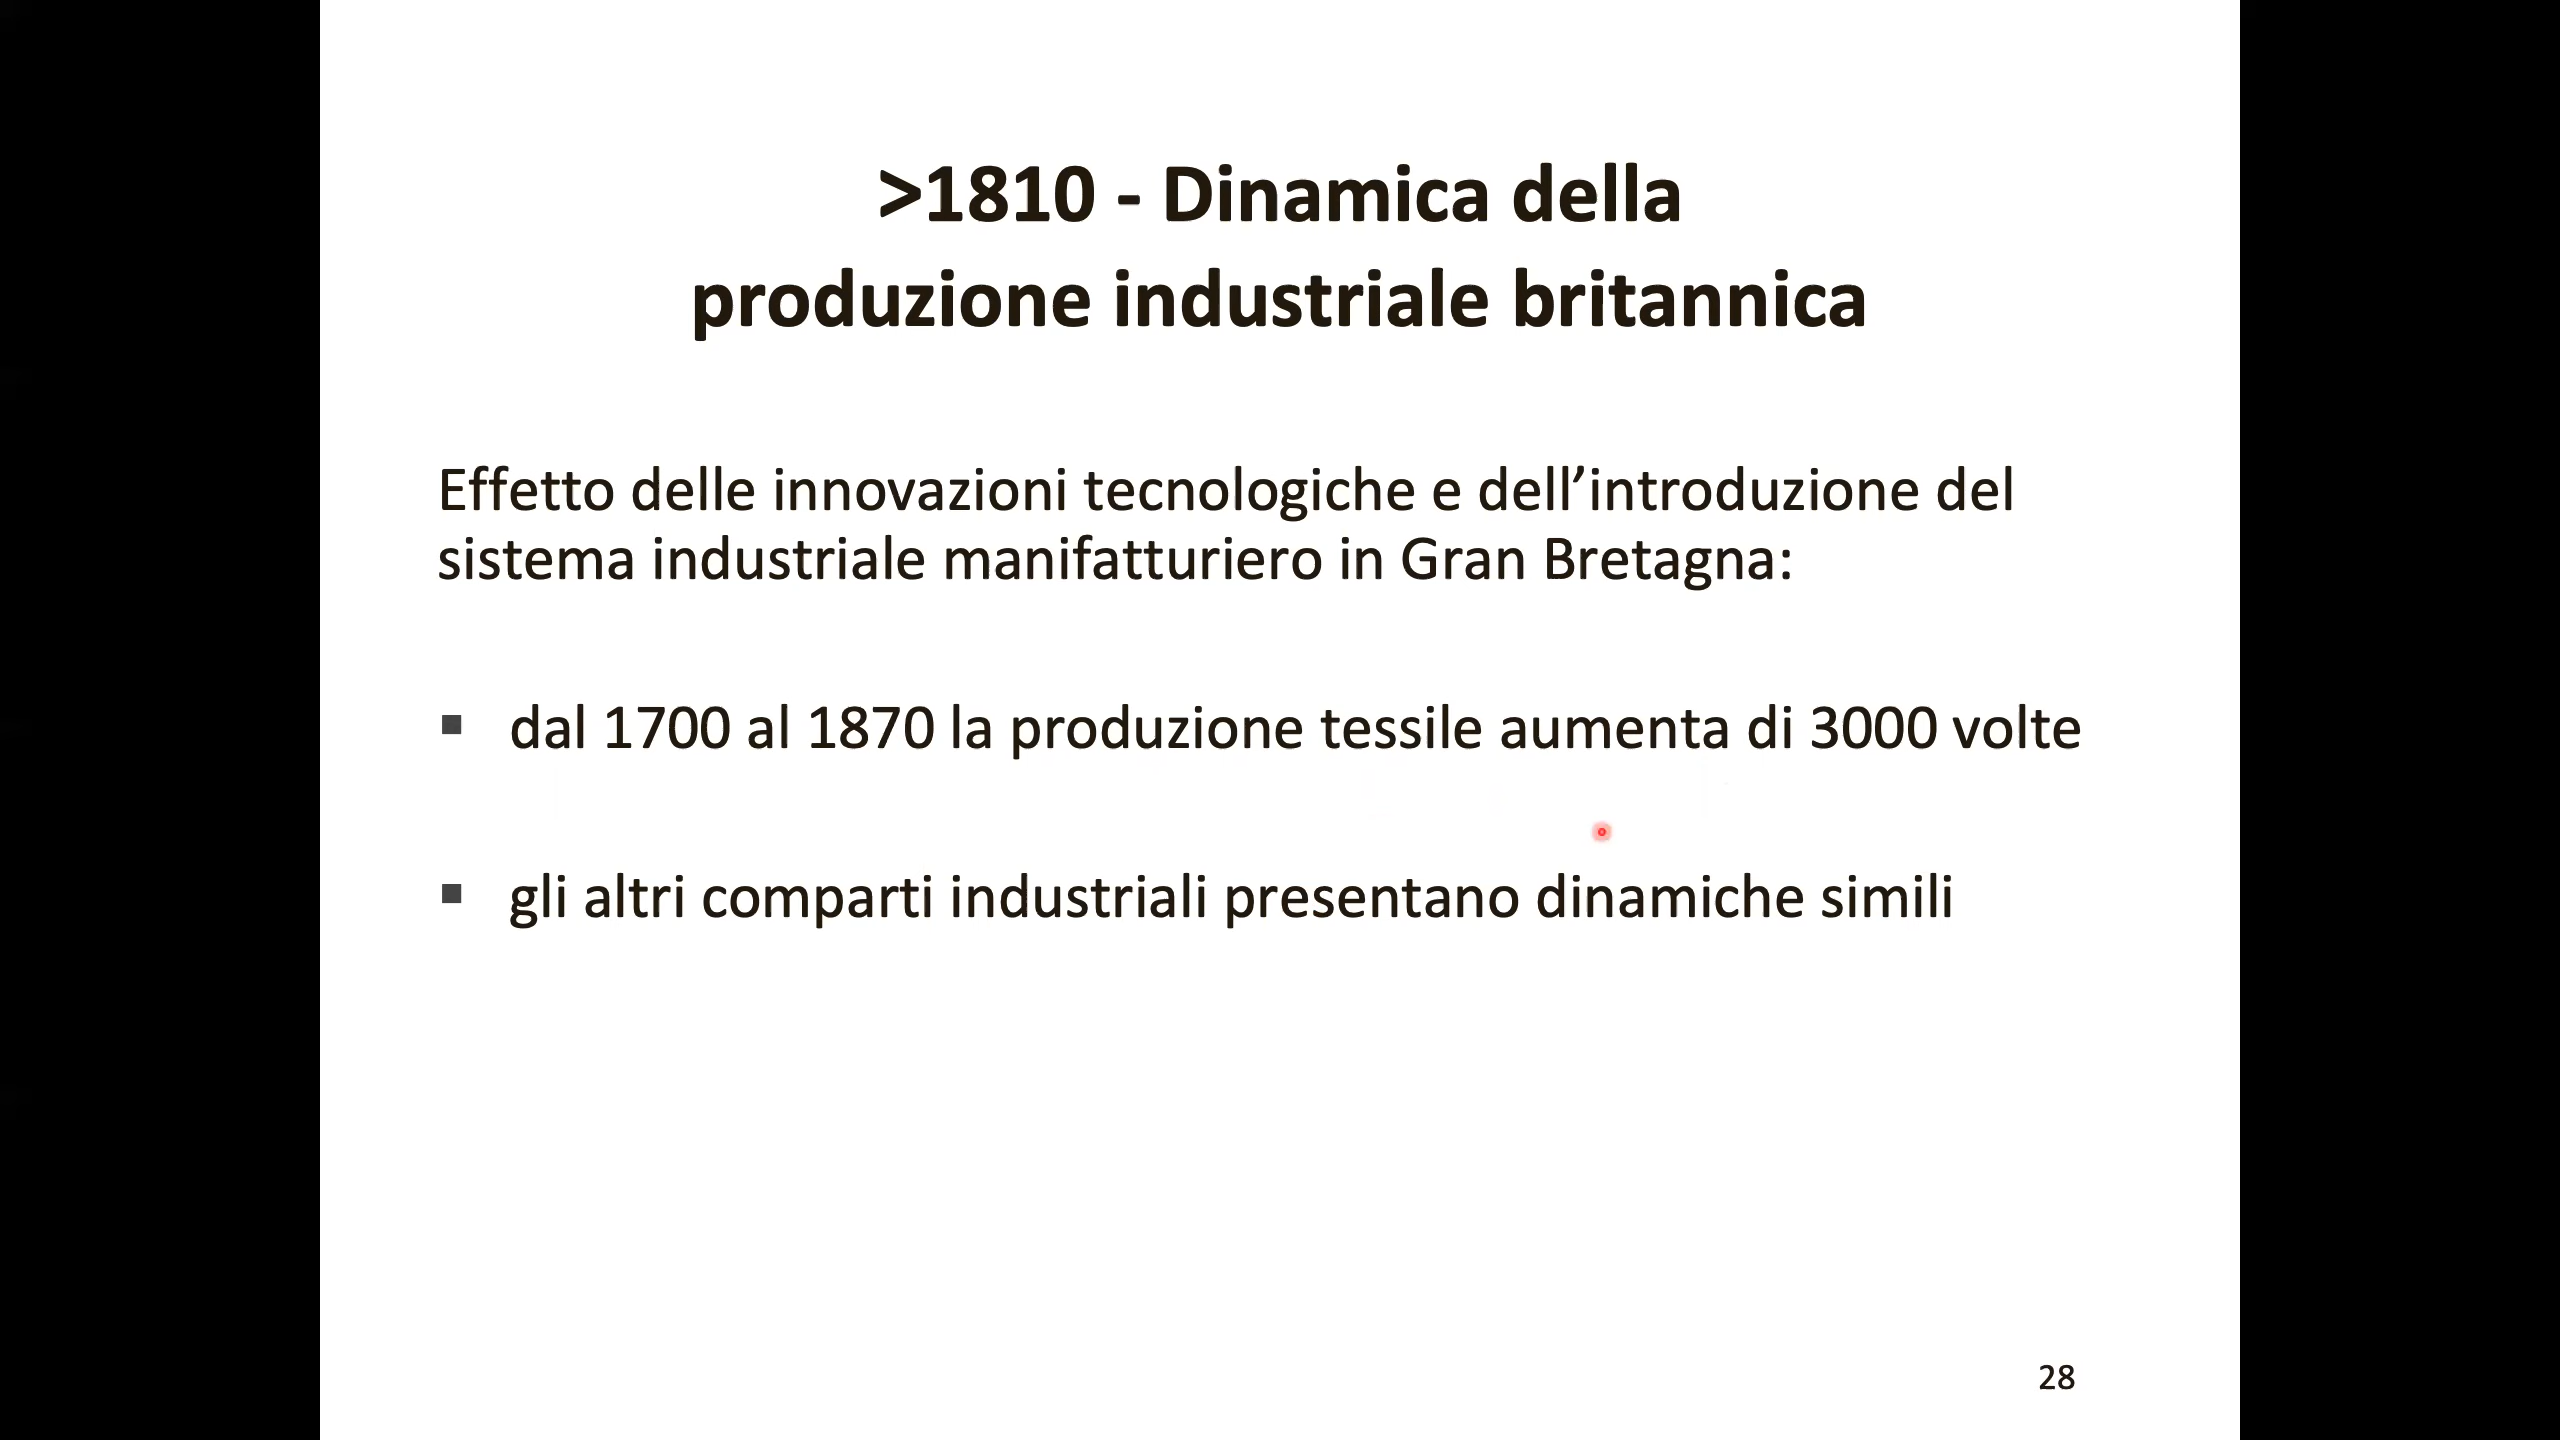 >1810 - Dinamica della
produzione industriale britannica
Effetto delle innovazioni tecnologiche e dell’introduzione del
sistema industriale manifatturiero in Gran Bretagna:
▪ dal 1700 al 1870 la produzione tessile aumenta di 3000 volte
▪ gli altri comparti industriali presentano dinamiche simili
28